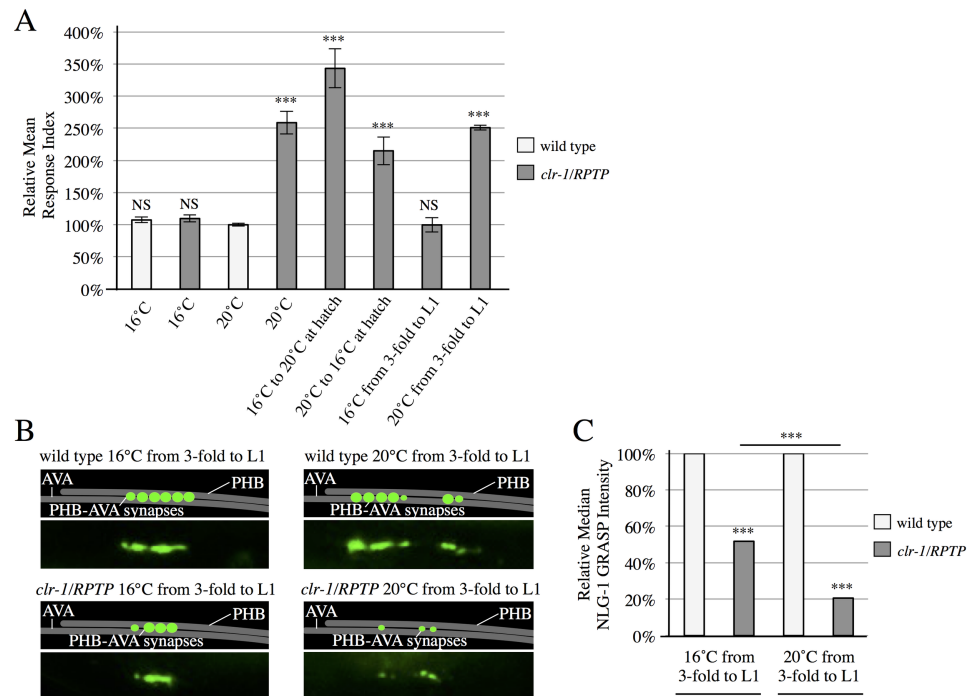 A
400%
350%
300%
250%
200%
150%
100%
50%
0%
Relative Mean
Response Index
NS
NS
***
***
***
NS
***
wild type
clr-1/RPTP
16˚C
16˚C
20˚C
20˚C
16˚C to 20˚C at hatch
20˚C to 16˚C at hatch
16˚C from 3-fold to L1
20˚C from 3-fold to L1
B
wild type 16˚C from 3-fold to L1
AVA
PHB
PHB-AVA synapses
wild type 20˚C from 3-fold to L1
AVA
PHB
PHB-AVA synapses
clr-1/RPTP 16˚C from 3-fold to L1
AVA
PHB
PHB-AVA synapses
clr-1/RPTP 20˚C from 3-fold to L1
AVA
PHB
PHB-AVA synapses
C
***
100%
80%
60%
40%
20%
0%
Relative Median
NLG-1 GRASP Intensity
***
***
wild type
clr-1/RPTP
16˚C from
3-fold to L1
20˚C from
3-fold to L1